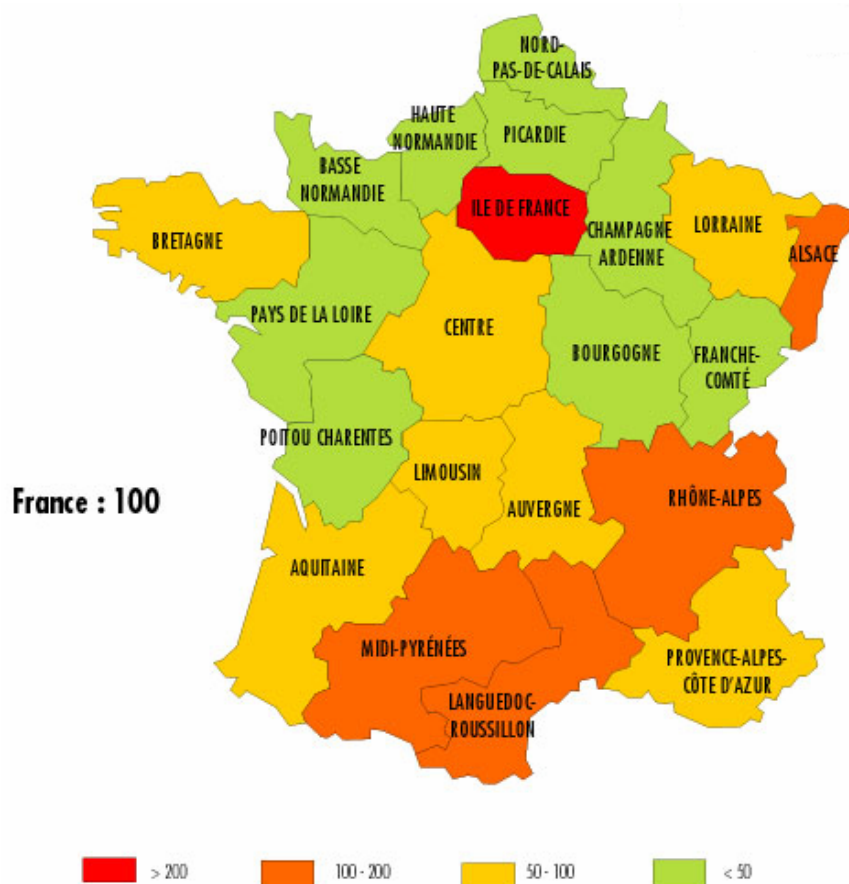 NORD-
PAS-DE-CALAIS
HAUTE
NORMANDIE
PICARDIE
BASSE
NORMANDIE
ILE DE FRANCE
CHAMPAGNE
ARDENNE
LORRAINE
ALSACE
BRETAGNE
PAYS DE LA LOIRE
CENTRE
BOURGOGNE
FRANCHE-
COMTÉ
POITOU CHARENTES
LIMOUSIN
AUVERGNE
RHÔNE-ALPES
France : 100
AQUITAINE
MIDI-PYRÉNÉES
LANGUEDOC-
ROUSSILLON
PROVENCE-ALPES-
CÔTE D'AZUR
> 200
100 - 200
50 - 100
< 50